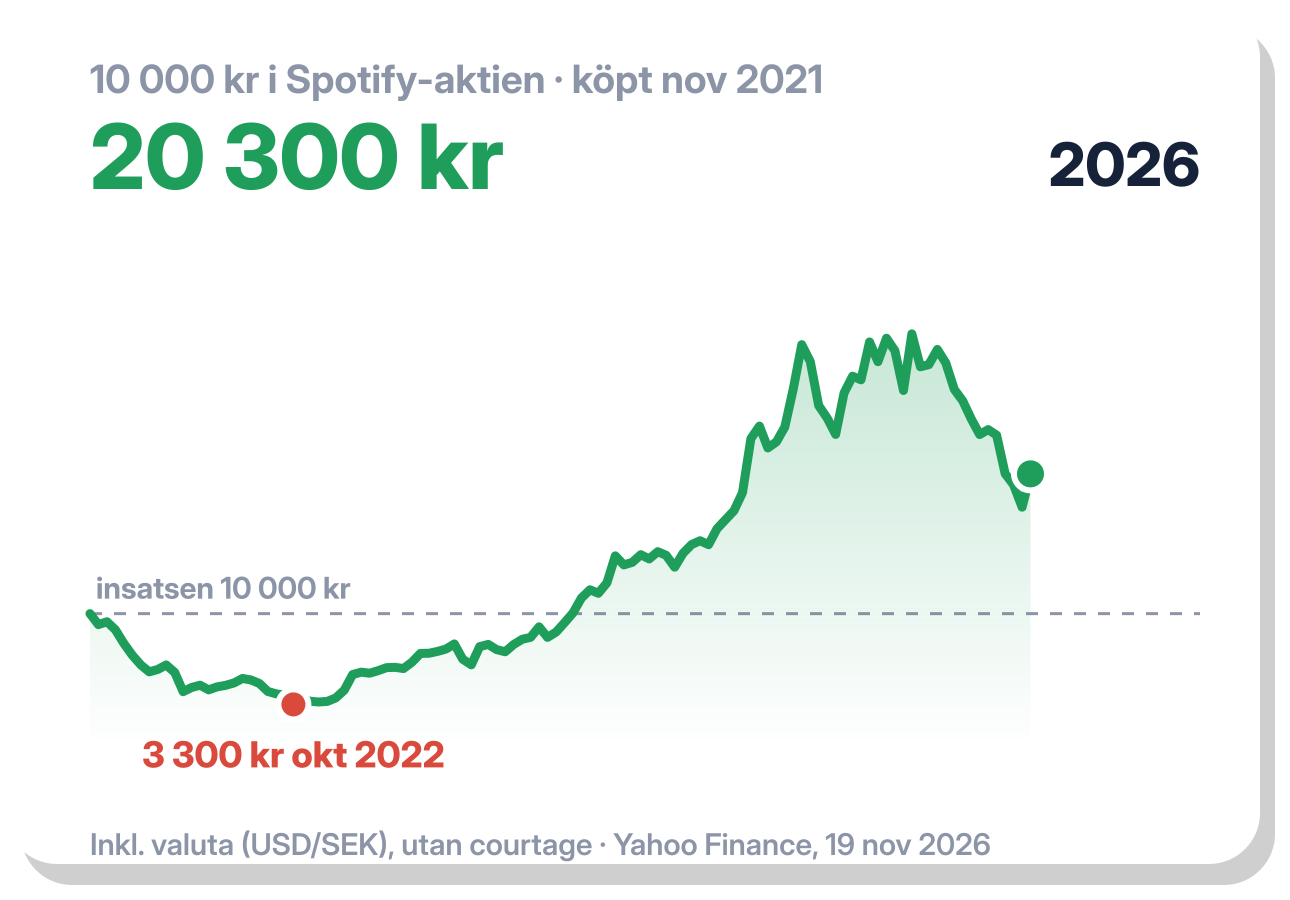 10 000 kr i Spotify-aktien · köpt nov 2021
20 300 kr
2026
insatsen 10 000 kr
3 300 kr okt 2022
Inkl. valuta (USD/SEK), utan courtage · Yahoo Finance, 19 nov 2026